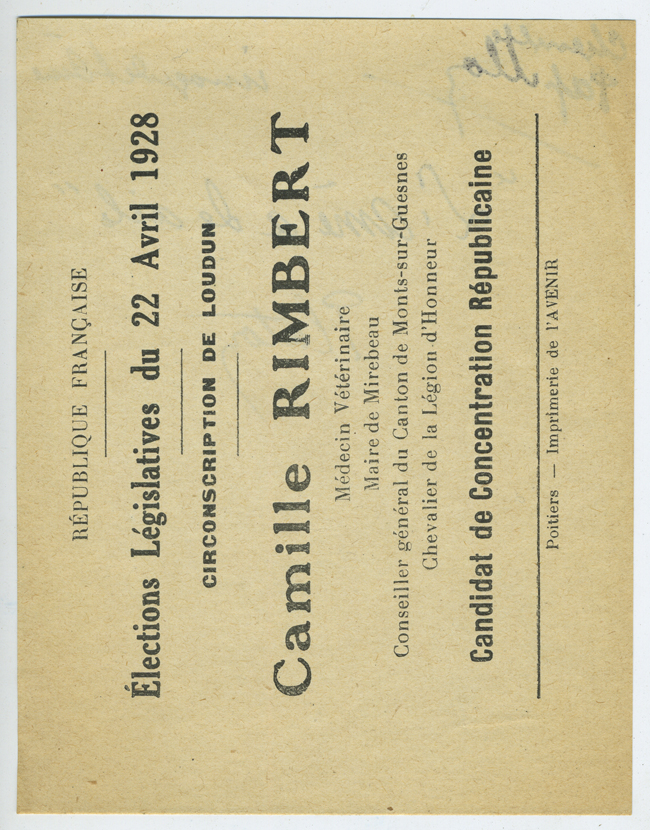 RÉPUBLIQUE FRANÇAISE
Élections Législatives du 22 Avril 1928
CIRCONSCRIPTION DE LOUDUN
Camille RIMBERT
Médecin Vétérinaire
Maire de Mirebeau
Conseiller général du Canton de Monts-sur-Guesnes
Chevalier de la Légion d'Honneur
Candidat de Concentration Républicaine
Poitiers — Imprimerie de l'AVENIR